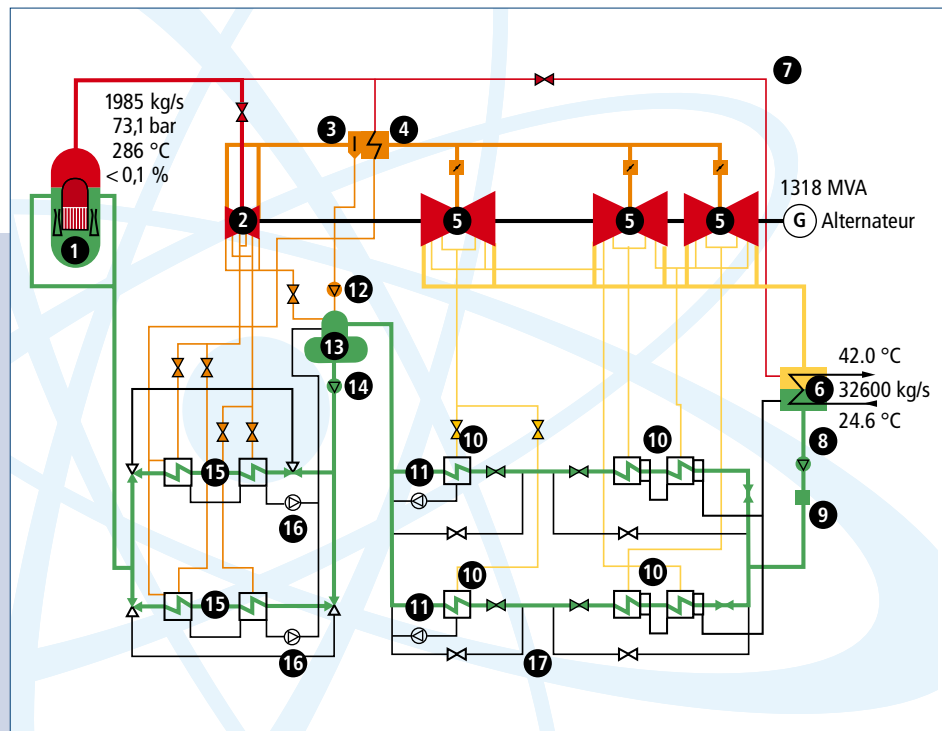 7
1985 kg/s
73,1 bar
286 °C
< 0,1 %
3
4
1318 MVA
1
2
5
5
5
G
Alternateur
12
13
42.0 °C
14
6
32600 kg/s
24.6 °C
8
10
10
15
11
9
16
10
10
15
11
16
17